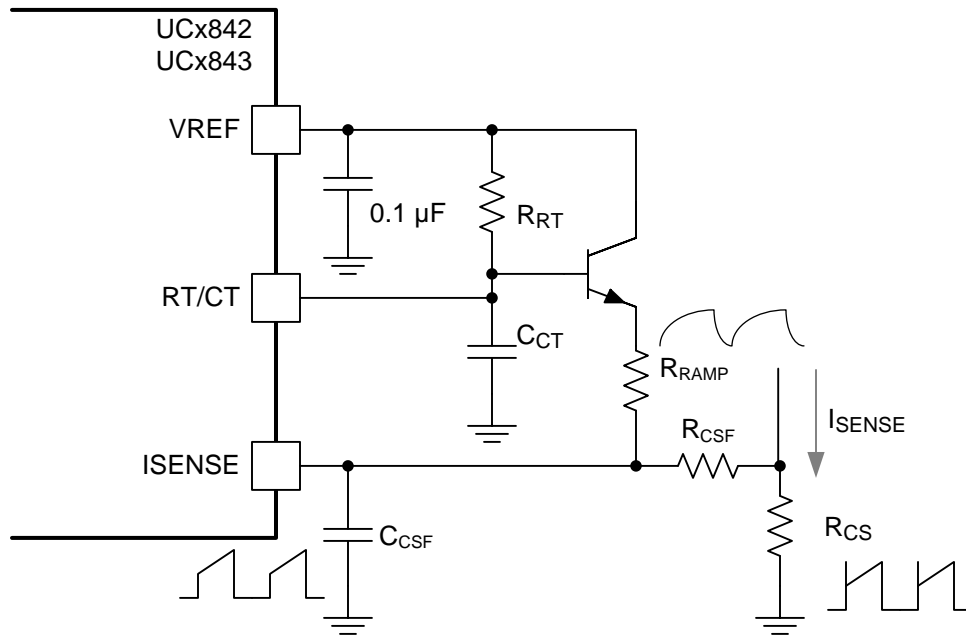 UCx842
UCx843
VREF
0.1 µF
RRT
RT/CT
CCT
RRAMP
ISENSE
RCSF
ISENSE
CCSF
RCS